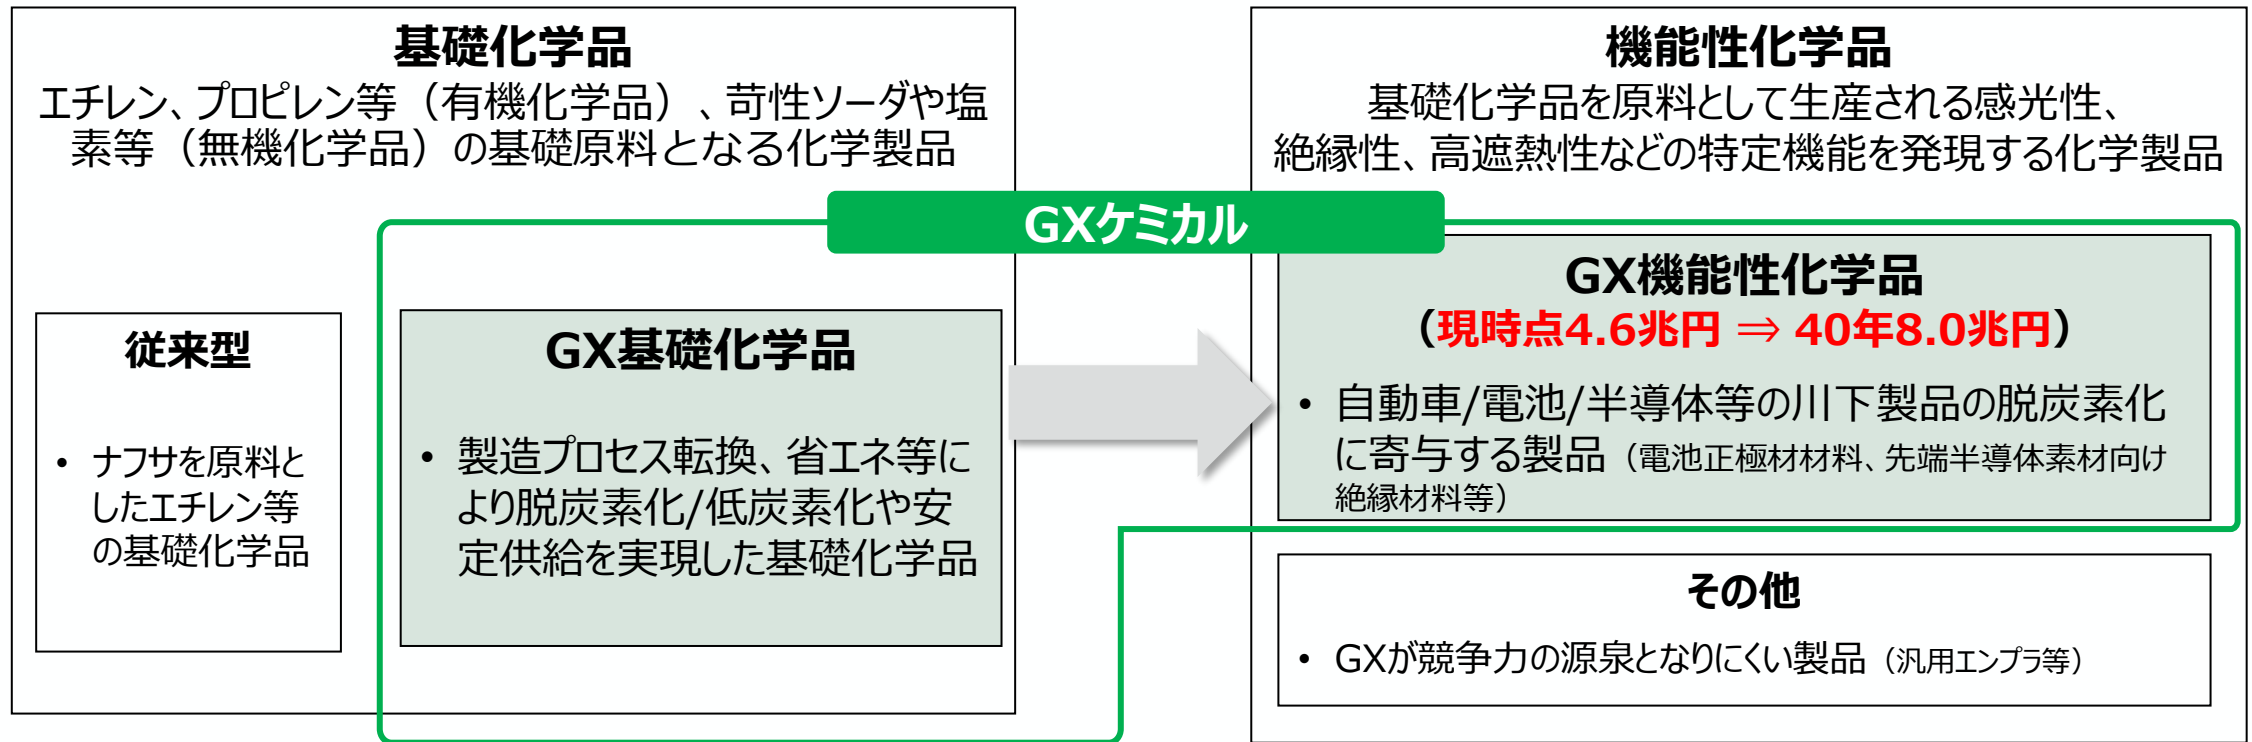 基礎化学品
エチレン、プロピレン等（有機化学品）、苛性ソーダや塩
素等（無機化学品）の基礎原料となる化学製品
機能性化学品
基礎化学品を原料として生産される感光性、
絶縁性、高遮熱性などの特定機能を発現する化学製品
GXケミカル
従来型
• ナフサを原料と
したエチレン等
の基礎化学品
GX基礎化学品
• 製造プロセス転換、省エネ等に
より脱炭素化/低炭素化や安
定供給を実現した基礎化学品
GX機能性化学品
（現時点4.6兆円 ⇒ 40年8.0兆円）
• 自動車/電池/半導体等の川下製品の脱炭素化
に寄与する製品（電池正極材材料、先端半導体素材向け
絶縁材料等）
その他
• GXが競争力の源泉となりにくい製品（汎用エンプラ等）